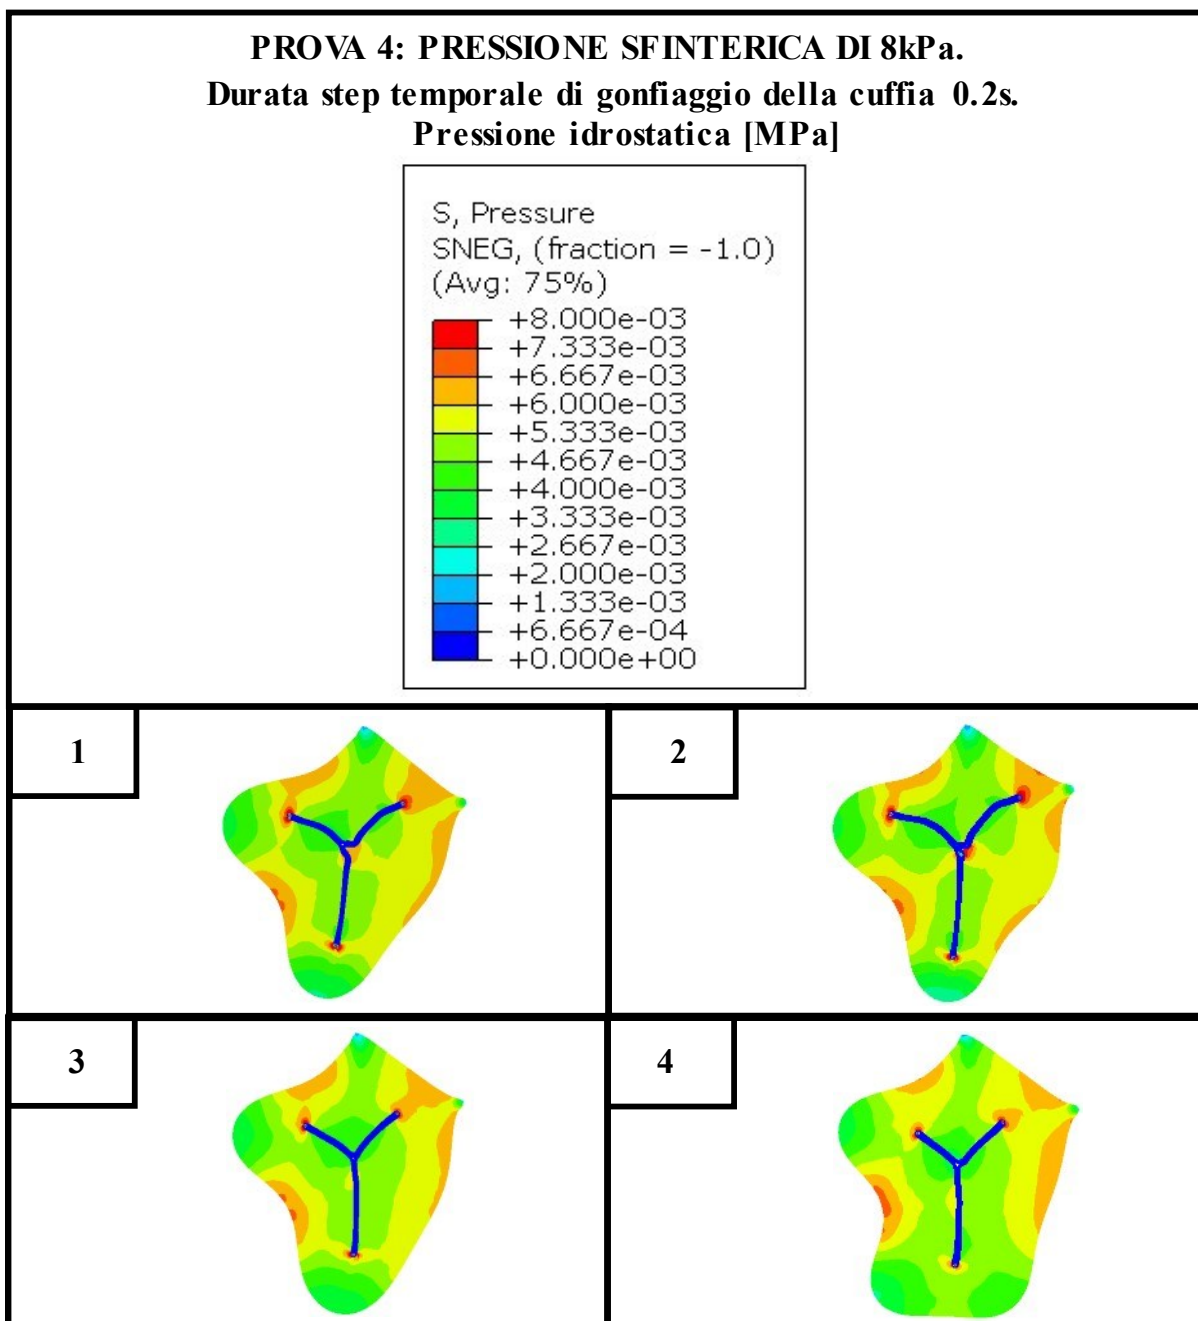 PROVA 4: PRESSIONE SFINTERICA DI 8kPa.
Durata step temporale di gonfiaggio della cuffia 0.2s.
Pressione idrostatica [MPa]
S, Pressure
SNEG, (fraction = -1.0)
(Avg: 75%)
+8.000e-03
+7.333e-03
+6.667e-03
+6.000e-03
+5.333e-03
+4.667e-03
+4.000e-03
+3.333e-03
+2.667e-03
+2.000e-03
+1.333e-03
+6.667e-04
+0.000e+00
1
2
3
4